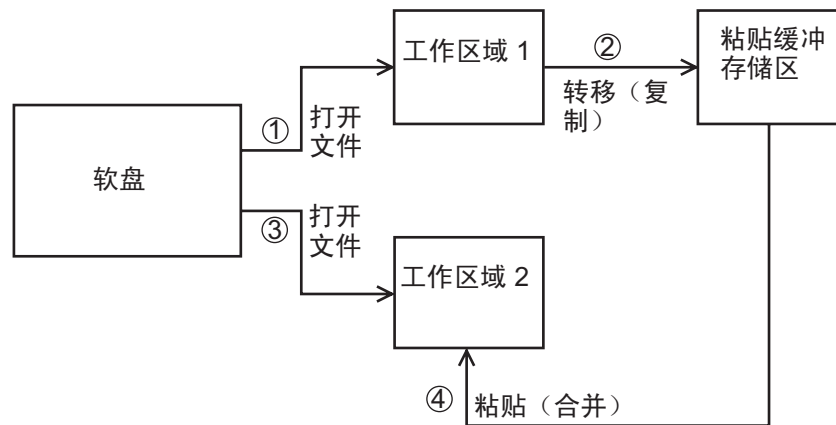 工作区域 1
②
转移（复
制）
粘贴缓冲
存储区
软盘
①
打开
文件
③
打开
文件
工作区域 2
④
粘贴（合并）